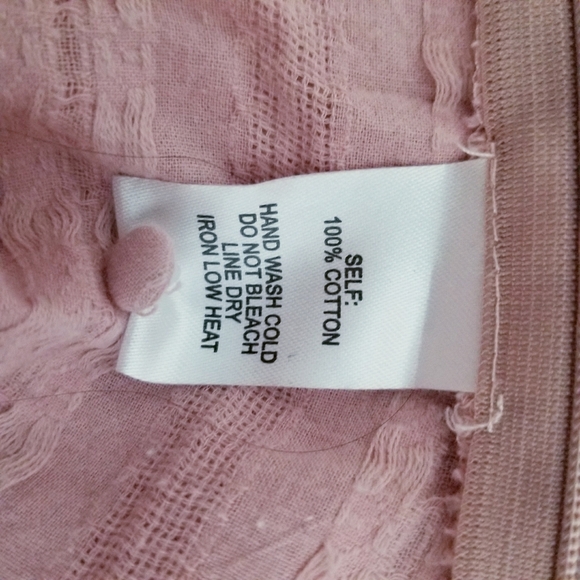 SELF:
100% COTTON
HAND WASH COLD
DO NOT BLEACH
LINE DRY
IRON LOW HEAT